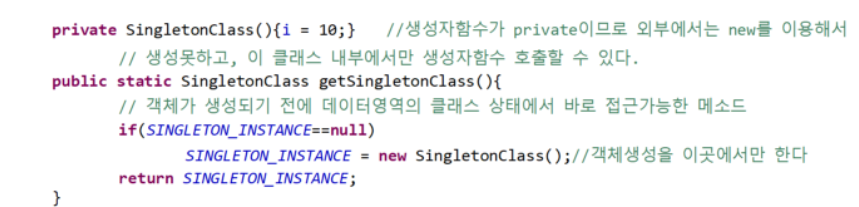 private SingletonClass(){i = 10;}   //생성자함수가 private이므로 외부에서는 new를 이용해서
// 생성못하고, 이 클래스 내부에서만 생성자함수 호출할 수 있다.
public static SingletonClass getSingletonClass(){
// 객체가 생성되기 전에 데이터영역의 클래스 상태에서 바로 접근가능한 메소드
if(SINGLETON_INSTANCE==null)
SINGLETON_INSTANCE = new SingletonClass();//객체생성을 이곳에서만 한다
return SINGLETON_INSTANCE;
}